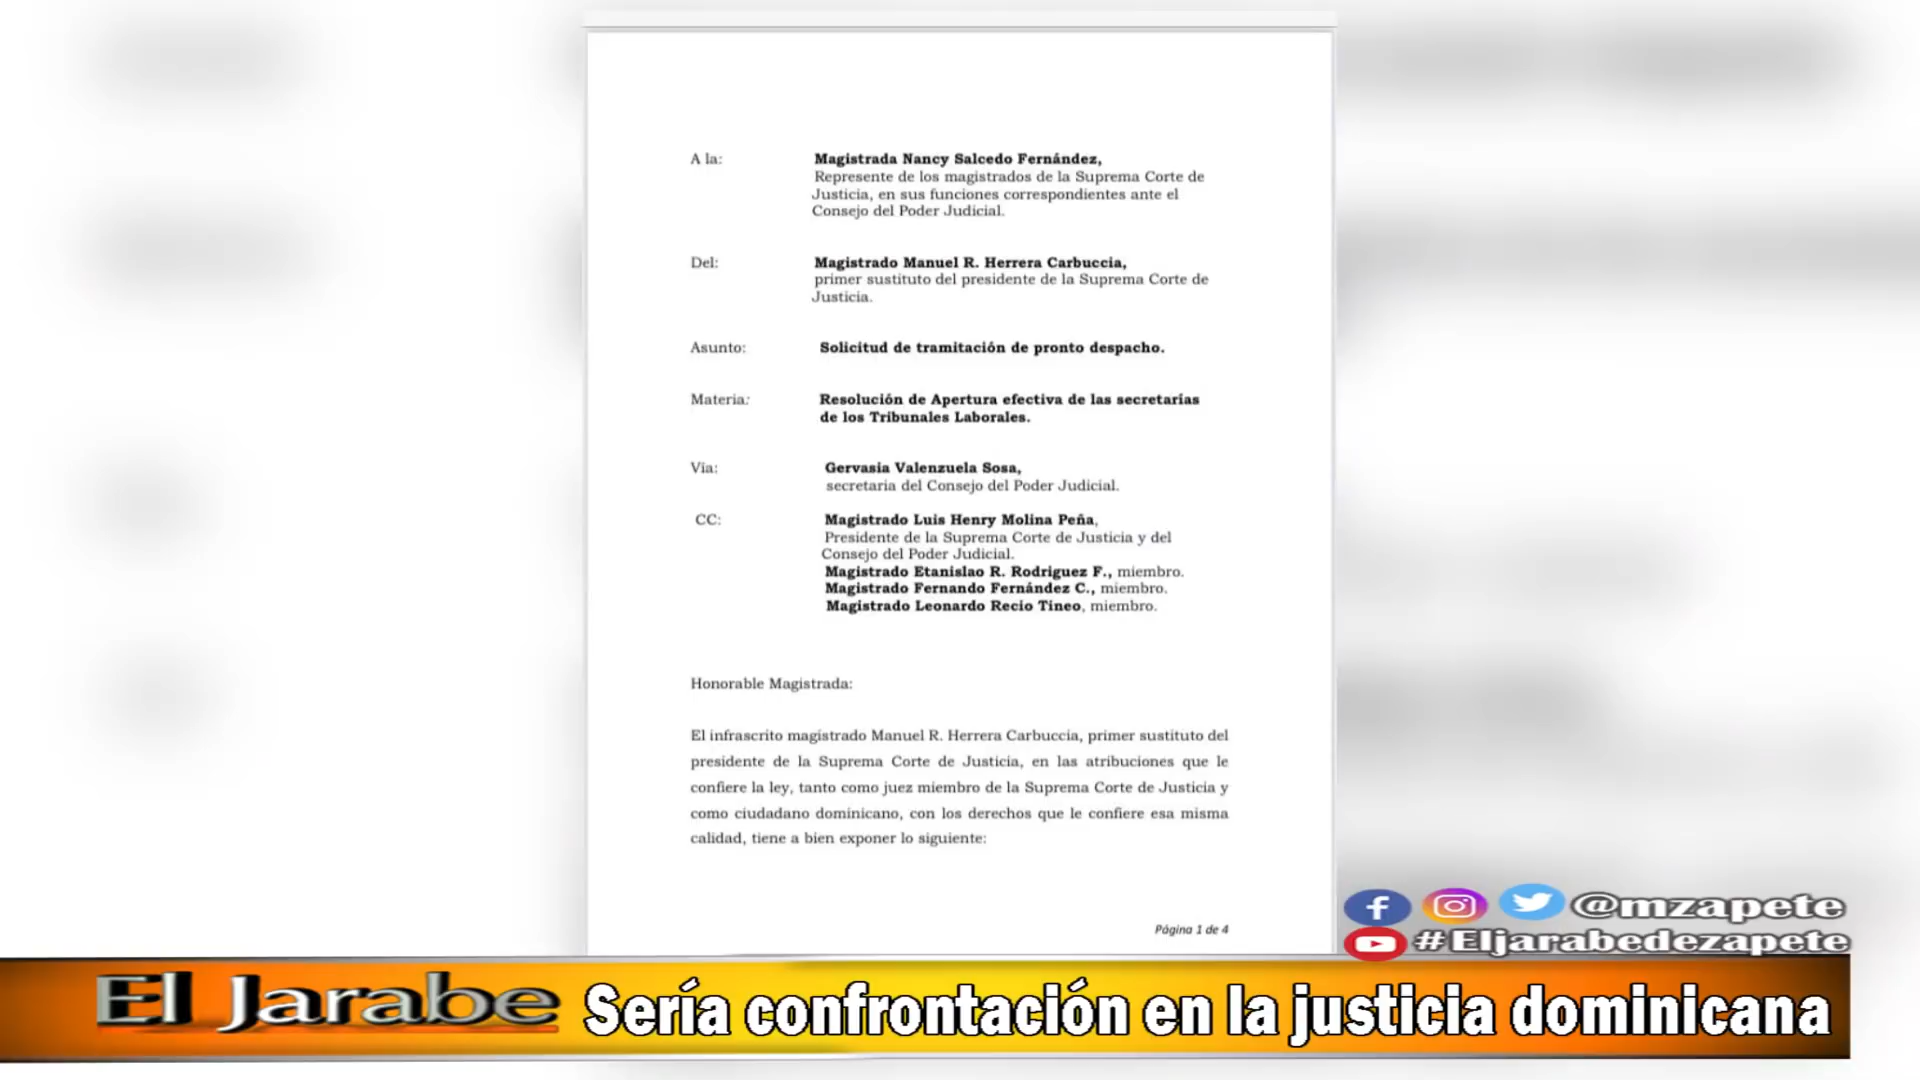 A la:
Magistrada Nancy Salcedo Fernández,
Represente de los magistrados de la Suprema Corte de
Justicia, en sus funciones correspondientes ante el
Consejo del Poder Judicial.
Del:
Magistrado Manuel R. Herrera Carbuccia,
primer sustituto del presidente de la Suprema Corte de
Justicia.
Asunto:
Solicitud de tramitación de pronto despacho.
Materia:
Resolución de Apertura efectiva de las secretarías
de los Tribunales Laborales.
Vía:
Gervasia Valenzuela Sosa,
secretaria del Consejo del Poder Judicial.
CC:
Magistrado Luis Henry Molina Peña,
Presidente de la Suprema Corte de Justicia y del
Consejo del Poder Judicial.
Magistrado Etanislao R. Rodriguez F., miembro.
Magistrado Fernando Fernández C., miembro.
Magistrado Leonardo Recio Tineo, miembro.
Honorable Magistrada:
El infrascrito magistrado Manuel R. Herrera Carbuccia, primer sustituto del
presidente de la Suprema Corte de Justicia, en las atribuciones que le
confiere la ley, tanto como juez miembro de la Suprema Corte de Justicia y
como ciudadano dominicano, con los derechos que le confiere esa misma
calidad, tiene a bien exponer lo siguiente:
Página 1 de 4
@mzapete
#Eljarabedezapete
El Jarabe
Sería confrontación en la justicia dominicana